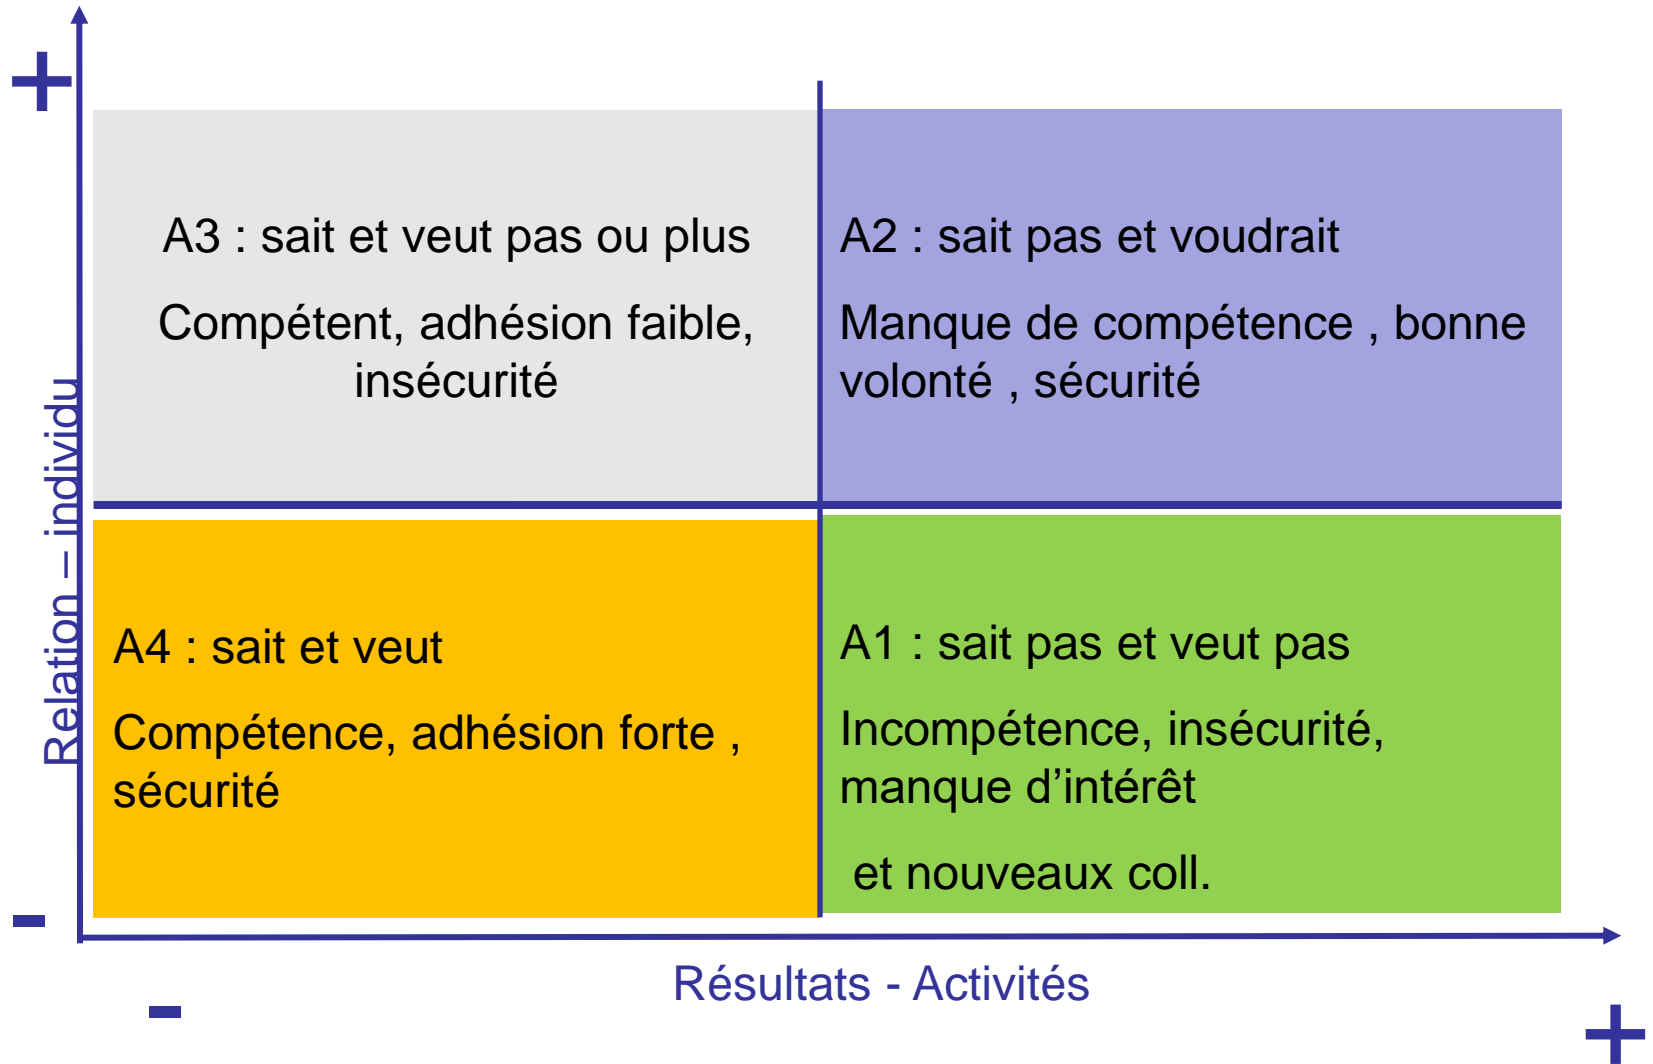 +
A3 : sait et veut pas ou plus
Compétent, adhésion faible,
insécurité
A2 : sait pas et voudrait
Manque de compétence , bonne
volonté , sécurité
Relation – individu
A4 : sait et veut
Compétence, adhésion forte ,
sécurité
A1 : sait pas et veut pas
Incompétence, insécurité,
manque d’intérêt
et nouveaux coll.
-
Résultats - Activités
-
+